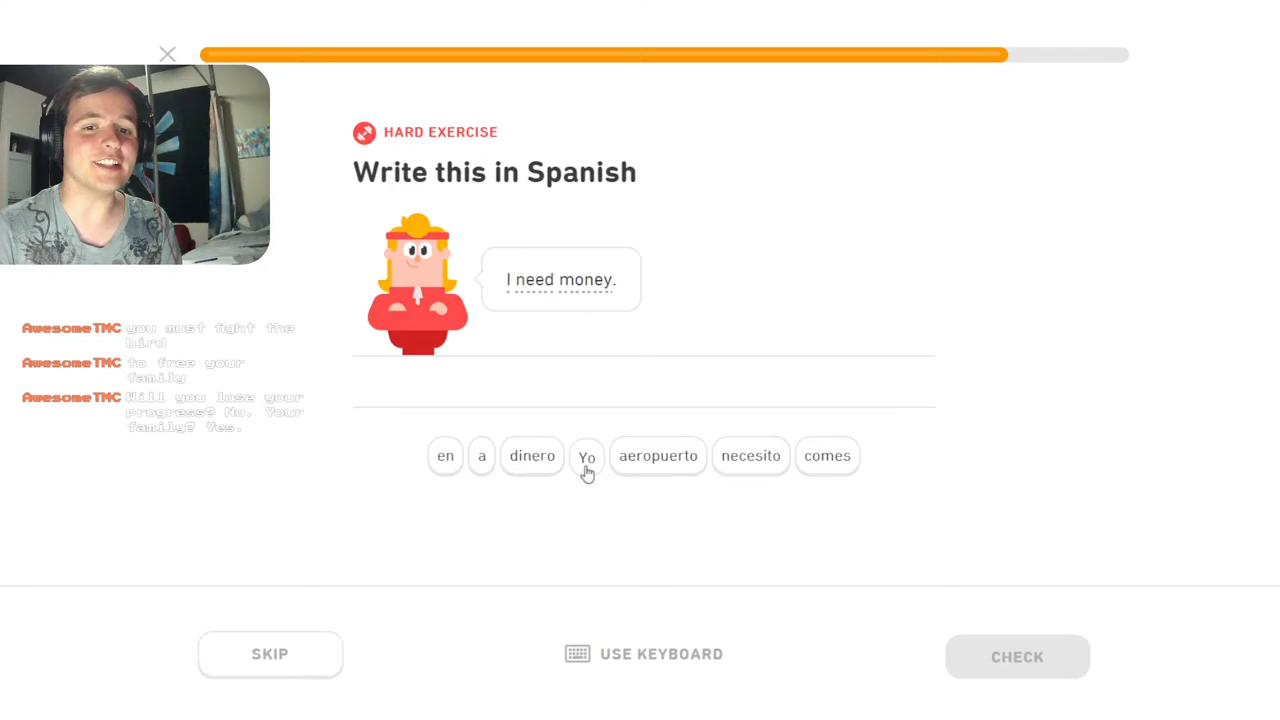 HARD EXERCISE
Write this in Spanish
I need money.
AwesomeTMC you must fight the
bird
AwesomeTMC to free your
family
AwesomeTMC Will you lose your
progress? No. Your
family? Yes.
en a dinero Yo aeropuerto necesito comes
SKIP USE KEYBOARD CHECK